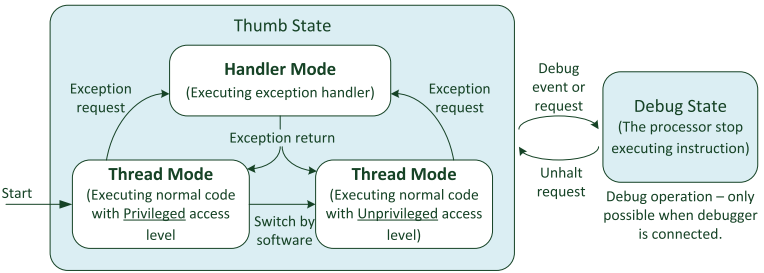 Thumb State
Handler Mode
(Executing exception handler)
Exception
request
Exception
request
Exception return
Start
Thread Mode
(Executing normal code
with Privileged access
level
Switch by
software
Thread Mode
(Executing normal code
with Unprivileged access
level)
Debug
event or
request
Unhalt
request
Debug State
(The processor stop
executing instruction)
Debug operation – only
possible when debugger
is connected.